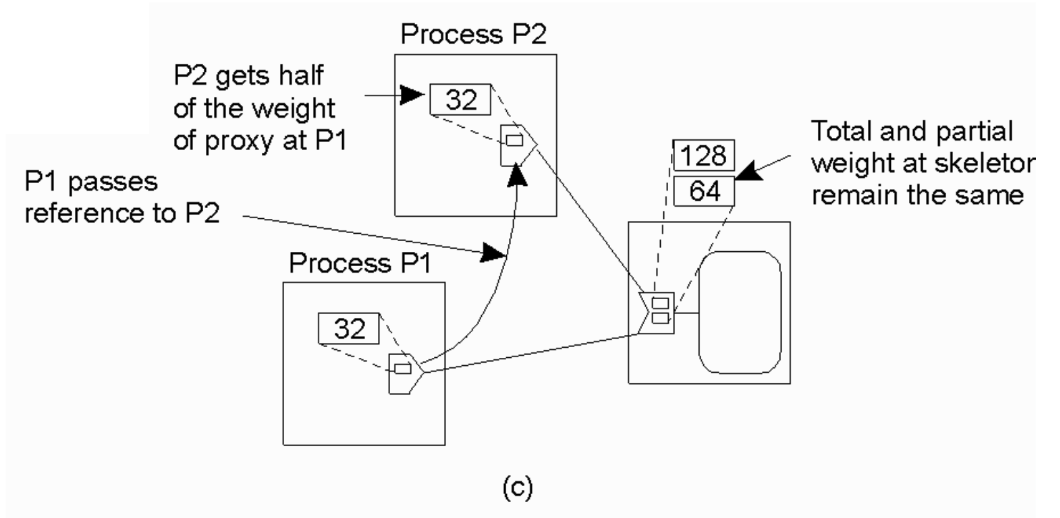 Process P2
P2 gets half
of the weight
of proxy at P1
32
128
64
Total and partial
weight at skeletor
remain the same
P1 passes
reference to P2
Process P1
32
(c)